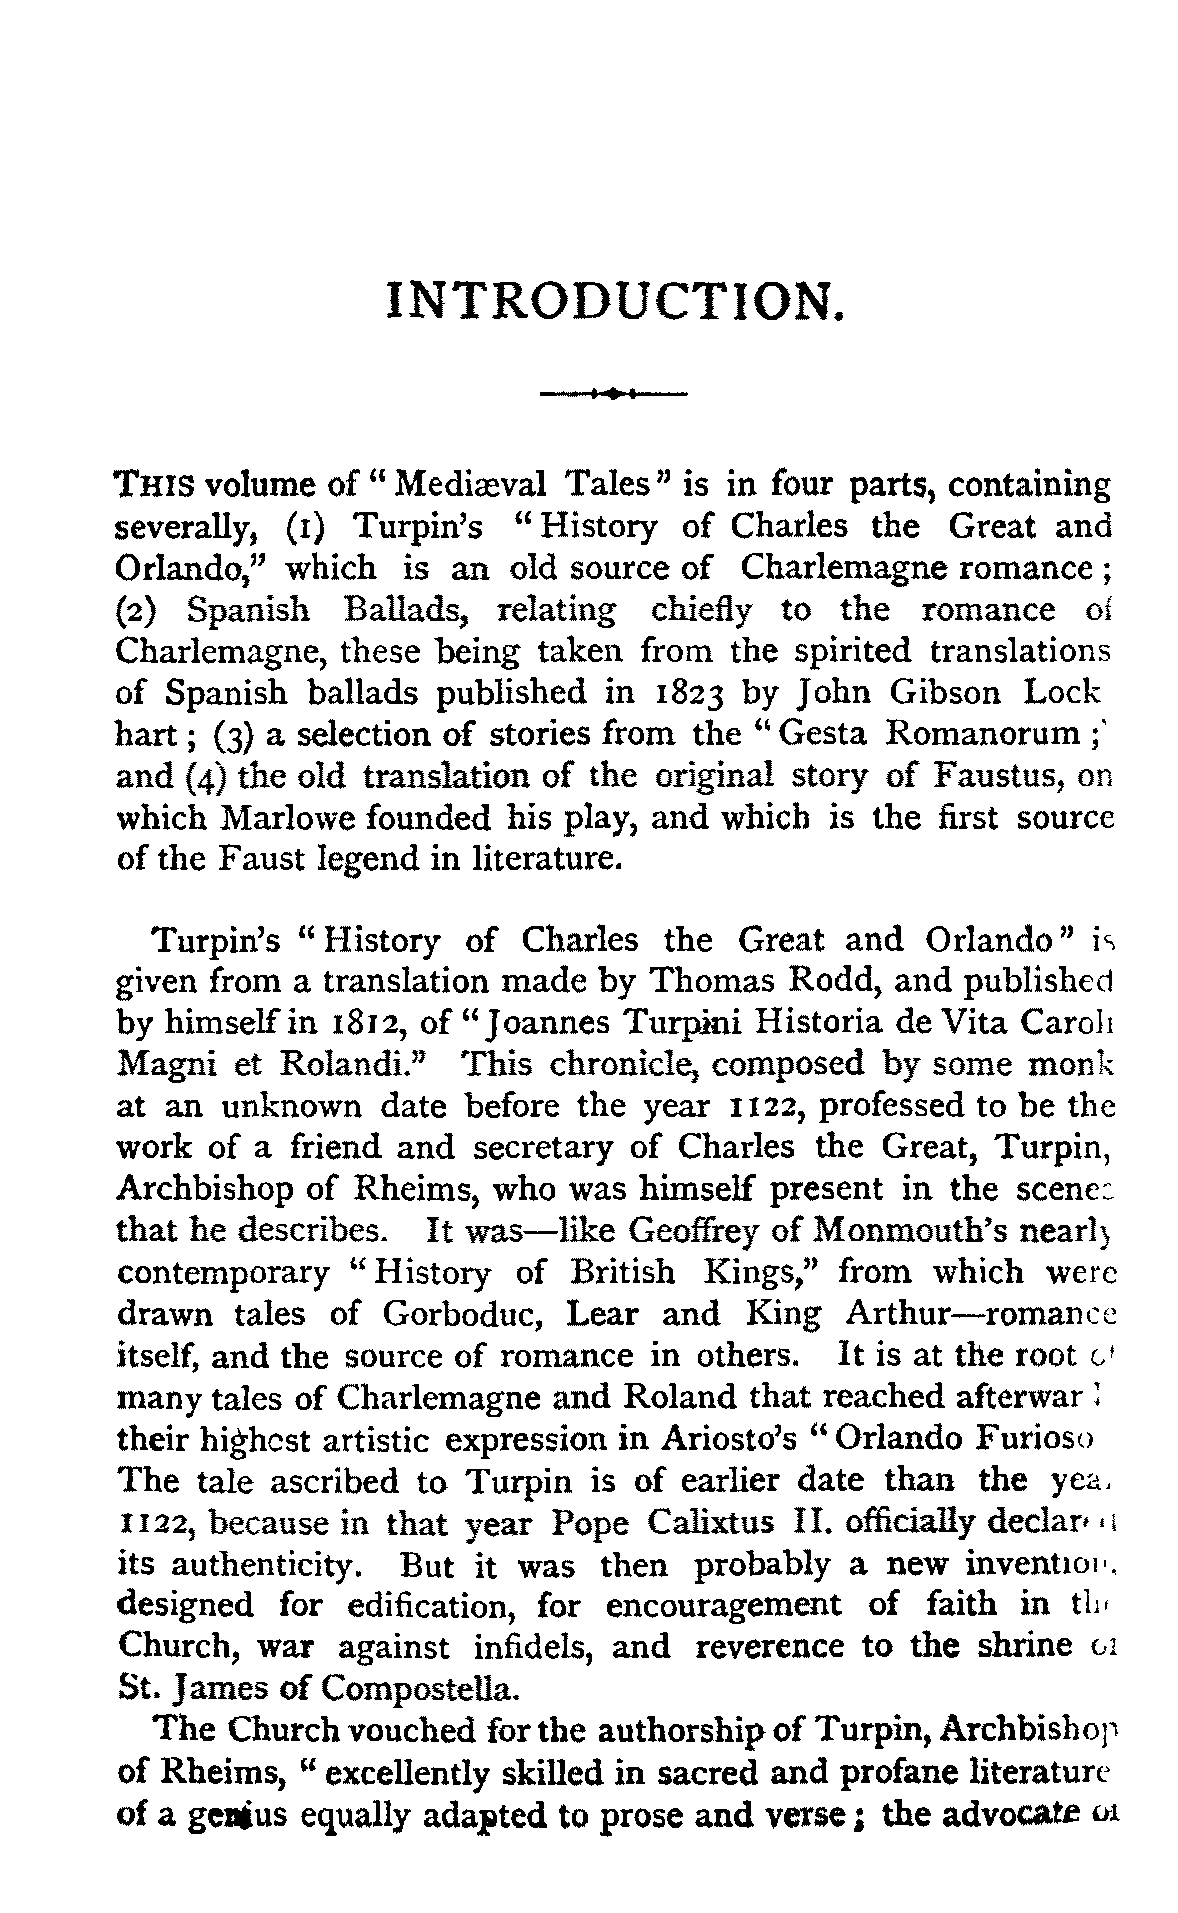 INTRODUCTION.
THIS volume of " Mediæval Tales " is in four parts, containing
severally, (1) Turpin's " History of Charles the Great and
Orlando," which is an old source of Charlemagne romance ;
(2) Spanish Ballads, relating chiefly to the romance of
Charlemagne, these being taken from the spirited translations
of Spanish ballads published in 1823 by John Gibson Lock
hart ; (3) a selection of stories from the " Gesta Romanorum ;'
and (4) the old translation of the original story of Faustus, on
which Marlowe founded his play, and which is the first source
of the Faust legend in literature.
Turpin's " History of Charles the Great and Orlando " is
given from a translation made by Thomas Rodd, and published
by himself in 1812, of " Joannes Turpini Historia de Vita Caroli
Magni et Rolandi." This chronicle, composed by some monk
at an unknown date before the year 1122, professed to be the
work of a friend and secretary of Charles the Great, Turpin,
Archbishop of Rheims, who was himself present in the scenes
that he describes. It was—like Geoffrey of Monmouth's nearly
contemporary " History of British Kings," from which were
drawn tales of Gorboduc, Lear and King Arthur—romance
itself, and the source of romance in others. It is at the root of
many tales of Charlemagne and Roland that reached afterwar
their highest artistic expression in Ariosto's " Orlando Furioso
The tale ascribed to Turpin is of earlier date than the year
1122, because in that year Pope Calixtus II. officially declared
its authenticity. But it was then probably a new invention,
designed for edification, for encouragement of faith in the
Church, war against infidels, and reverence to the shrine of
St. James of Compostella.
The Church vouched for the authorship of Turpin, Archbishop
of Rheims, " excellently skilled in sacred and profane literature
of a genius equally adapted to prose and verse ; the advocate of